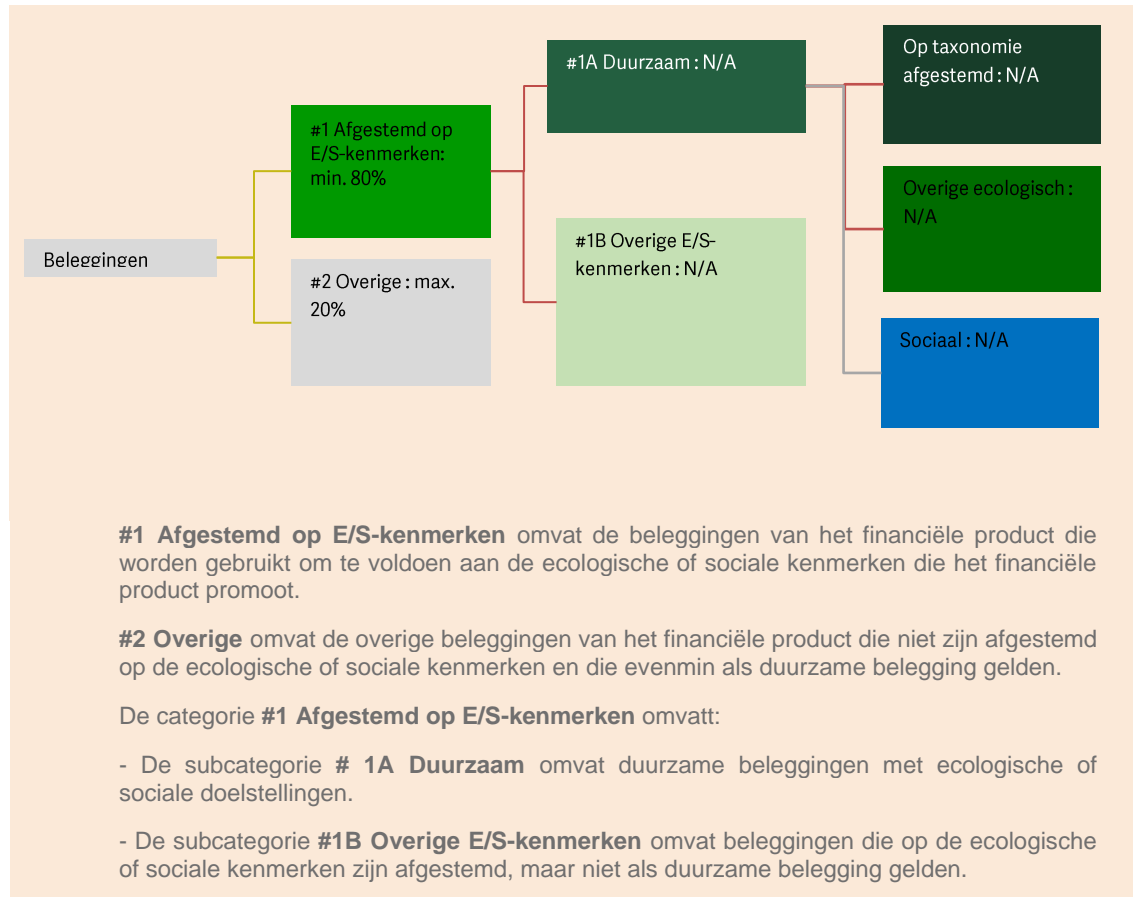 #1A Duurzaam : N/A
Op taxonomie
afgestemd : N/A
#1 Afgestemd op
E/S-kenmerken:
min. 80%
Overige ecologisch :
N/A
#1B Overige E/S-
kenmerken : N/A
Beleggingen
#2 Overige : max.
20%
Sociaal : N/A
#1 Afgestemd op E/S-kenmerken omvat de beleggingen van het financiële product die
worden gebruikt om te voldoen aan de ecologische of sociale kenmerken die het financiële
product promoot.
#2 Overige omvat de overige beleggingen van het financiële product die niet zijn afgestemd
op de ecologische of sociale kenmerken en die evenmin als duurzame belegging gelden.
De categorie #1 Afgestemd op E/S-kenmerken omvatt:
- De subcategorie # 1A Duurzaam omvat duurzame beleggingen met ecologische of
sociale doelstellingen.
- De subcategorie #1B Overige E/S-kenmerken omvat beleggingen die op de ecologische
of sociale kenmerken zijn afgestemd, maar niet als duurzame belegging gelden.